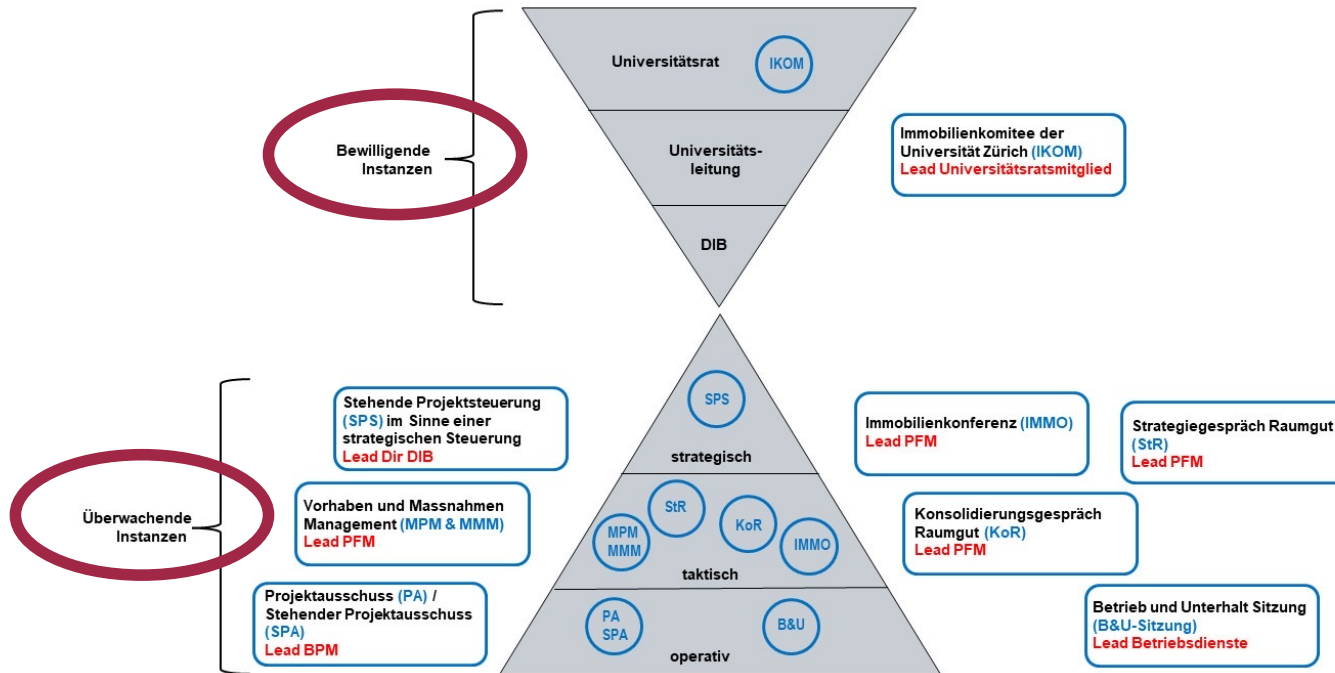 Universitätsrat
IKOM
Bewilligende
Instanzen
Universitäts-
leitung
Immobilienkomitee der
Universität Zürich (IKOM)
Lead Universitätsratsmitglied
DIB
Stehende Projektsteuerung
(SPS) im Sinne einer
strategischen Steuerung
Lead Dir DIB
SPS
strategisch
Immobilienkonferenz (IMMO)
Lead PFM
Strategiegespräch Raumgut
(StR)
Lead PFM
Überwachende
Instanzen
Vorhaben und Massnahmen
Management (MPM & MMM)
Lead PFM
StR
KoR
MPM
MMM
IMMO
taktisch
Konsolidierungsgespräch
Raumgut (KoR)
Lead PFM
Projektausschuss (PA) /
Stehender Projektausschuss
(SPA)
Lead BPM
PA
SPA
B&U
operativ
Betrieb und Unterhalt Sitzung
(B&U-Sitzung)
Lead Betriebsdienste